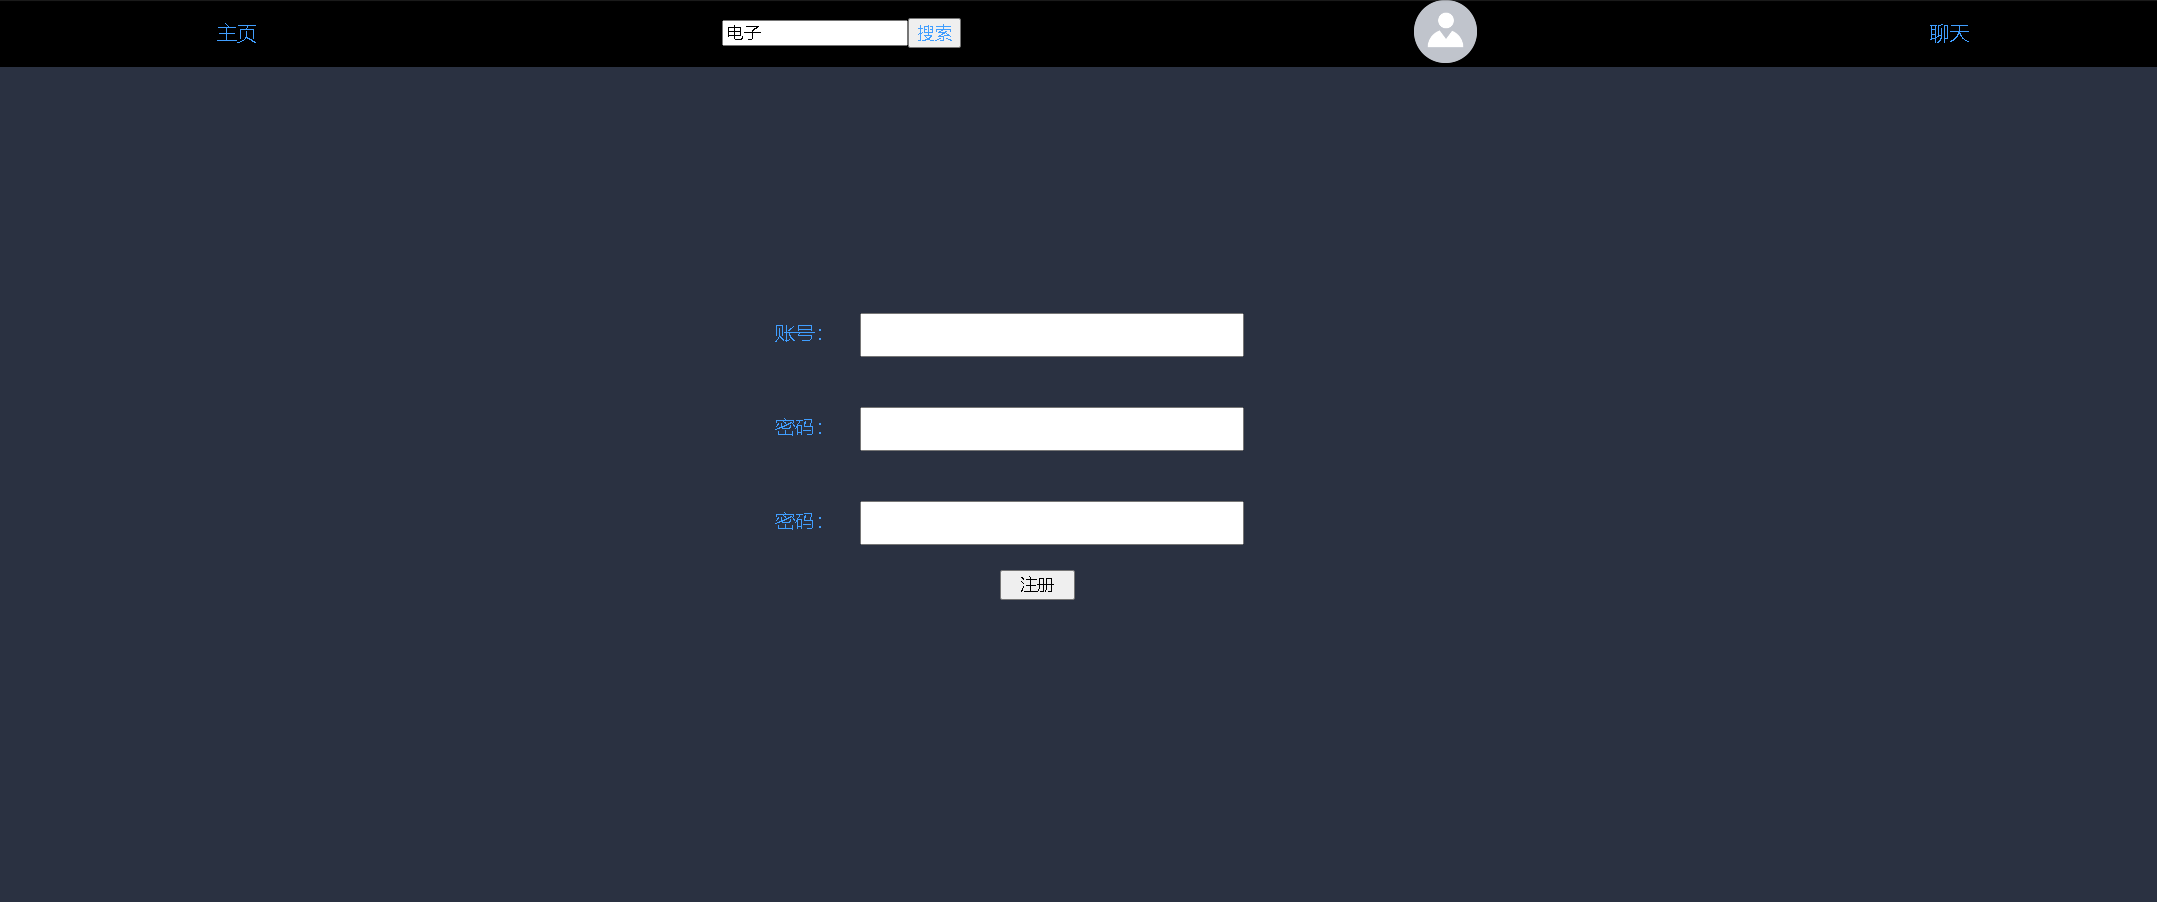 主页 电子 搜索 聊天
账号：
密码：
密码：
注册